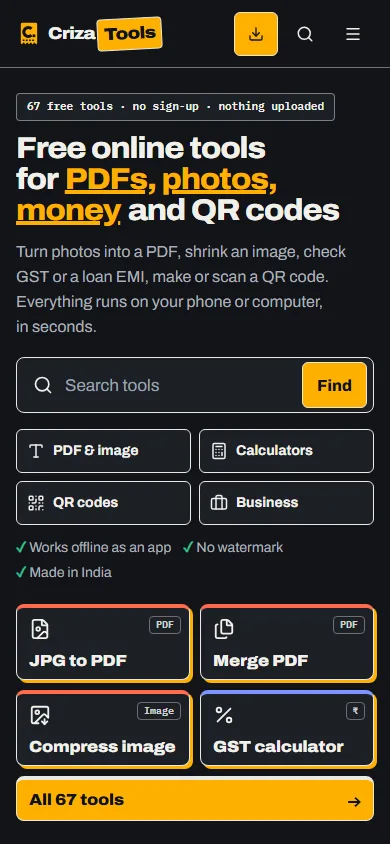 C.
Criza Tools
67 free tools · no sign-up · nothing uploaded
Free online tools
for PDFs, photos,
money and QR codes
Turn photos into a PDF, shrink an image, check
GST or a loan EMI, make or scan a QR code.
Everything runs on your phone or computer,
in seconds.
Search tools
Find
PDF & image
Calculators
QR codes
Business
✓ Works offline as an app ✓ No watermark
✓ Made in India
PDF
JPG to PDF
PDF
Merge PDF
Image
Compress image
₹
GST calculator
All 67 tools →